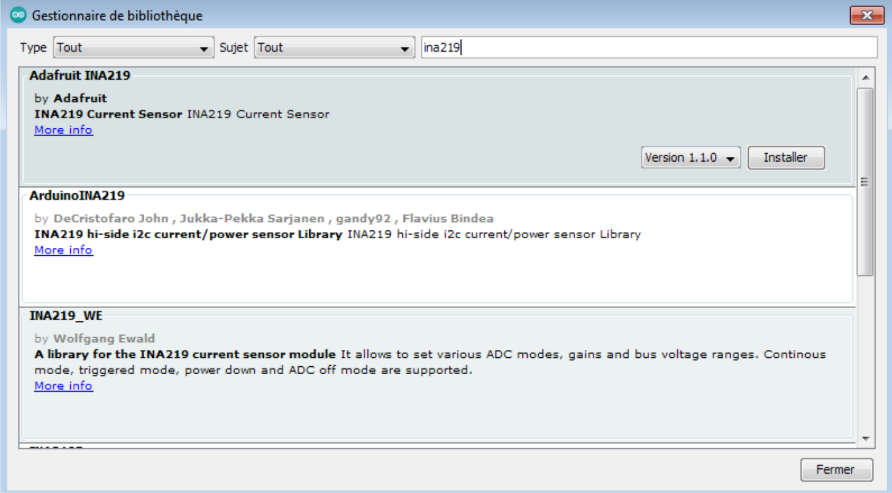 Gestionnaire de bibliothèque
Type Tout Sujet Tout ina219
Adafruit INA219
by Adafruit
INA219 Current Sensor INA219 Current Sensor
More info
Version 1.1.0 Installer
ArduinoINA219
by DeCristofaro John , Jukka-Pekka Sarjanen , gandy92 , Flavius Bindea
INA219 hi-side i2c current/power sensor Library INA219 hi-side i2c current/power sensor Library
More info
INA219_WE
by Wolfgang Ewald
A library for the INA219 current sensor module It allows to set various ADC modes, gains and bus voltage ranges. Continous
mode, triggered mode, power down and ADC off mode are supported.
More info
Fermer